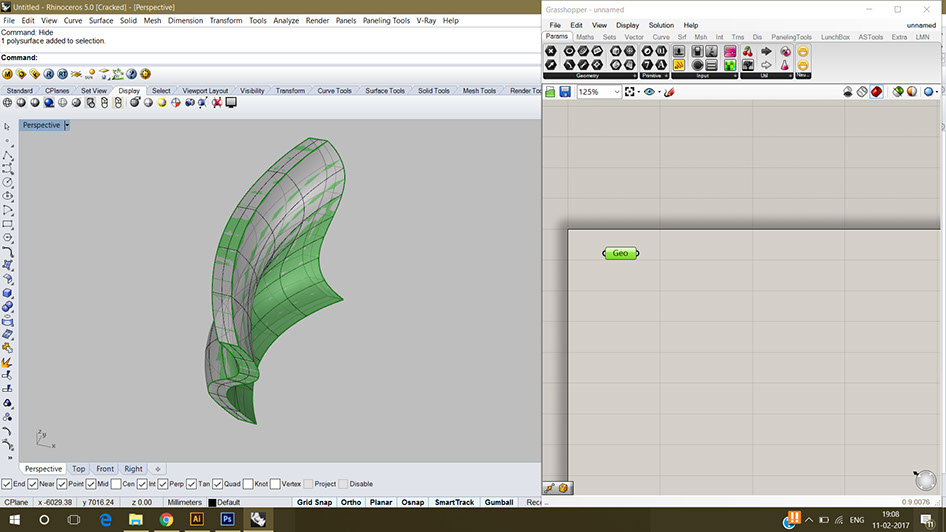 Untitled - Rhinoceros 5.0 [Cracked] - [Perspective]
File Edit View Curve Surface Solid Mesh Dimension Transform Tools Analyze Render Panels Paneling Tools V-Ray Help
Command: Hide
1 polysurface added to selection.
Command:
Standard CPlanes Set View Display Select Viewport Layout Visibility Transform Curve Tools Surface Tools Solid Tools Mesh Tools Render To
Perspective
z
y
x
Perspective Top Front Right
End Near Point Mid Cen Int Perp Tan Quad Knot Vertex Project Disable
CPlane x -6029.38 y 7016.24 z 0.00 Millimeters Default Grid Snap Ortho Planar Osnap SmartTrack Gumball Rec
Grasshopper - unnamed
File Edit View Display Solution Help unnamed
Params Maths Sets Vector Curve Srf Msh Int Trns Dis PanelingTools LunchBox ASTools Extra LMN
Geometry Primitive Input Util
125%
Geo
0.9.0076
Ai Ps ENG 19:08
11-02-2017